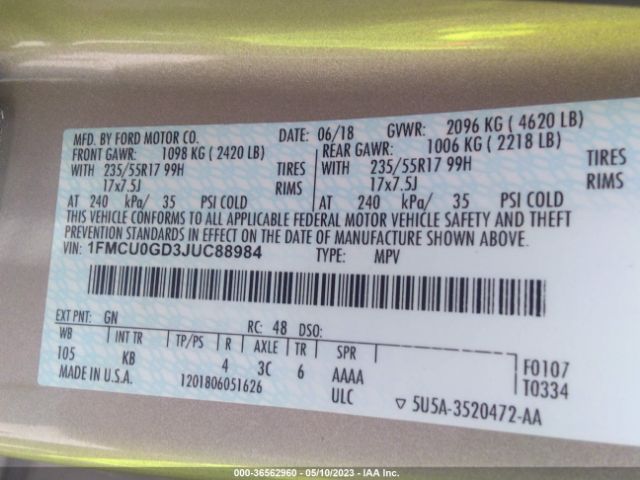 MFD. BY FORD MOTOR CO. DATE: 06/18 GVWR: 2096 KG ( 4620 LB)
FRONT GAWR: 1098 KG ( 2420 LB) REAR GAWR: 1006 KG ( 2218 LB)
WITH 235/55R17 99H TIRES WITH 235/55R17 99H TIRES
17x7.5J RIMS 17x7.5J RIMS
AT 240 kPa/ 35 PSI COLD AT 240 kPa/ 35 PSI COLD
THIS VEHICLE CONFORMS TO ALL APPLICABLE FEDERAL MOTOR VEHICLE SAFETY AND THEFT
PREVENTION STANDARDS IN EFFECT ON THE DATE OF MANUFACTURE SHOWN ABOVE.
VIN: 1FMCU0GD3JUC88984 TYPE: MPV
EXT PNT: GN RC: 48 DSO:
WB INT TR TP/PS R AXLE TR SPR
105 KB 4 3C 6 AAAA F0107
MADE IN U.S.A. 1201806051626 ULC T0334
▽ 5U5A-3520472-AA
000-36562960 - 05/10/2023 - IAA Inc.